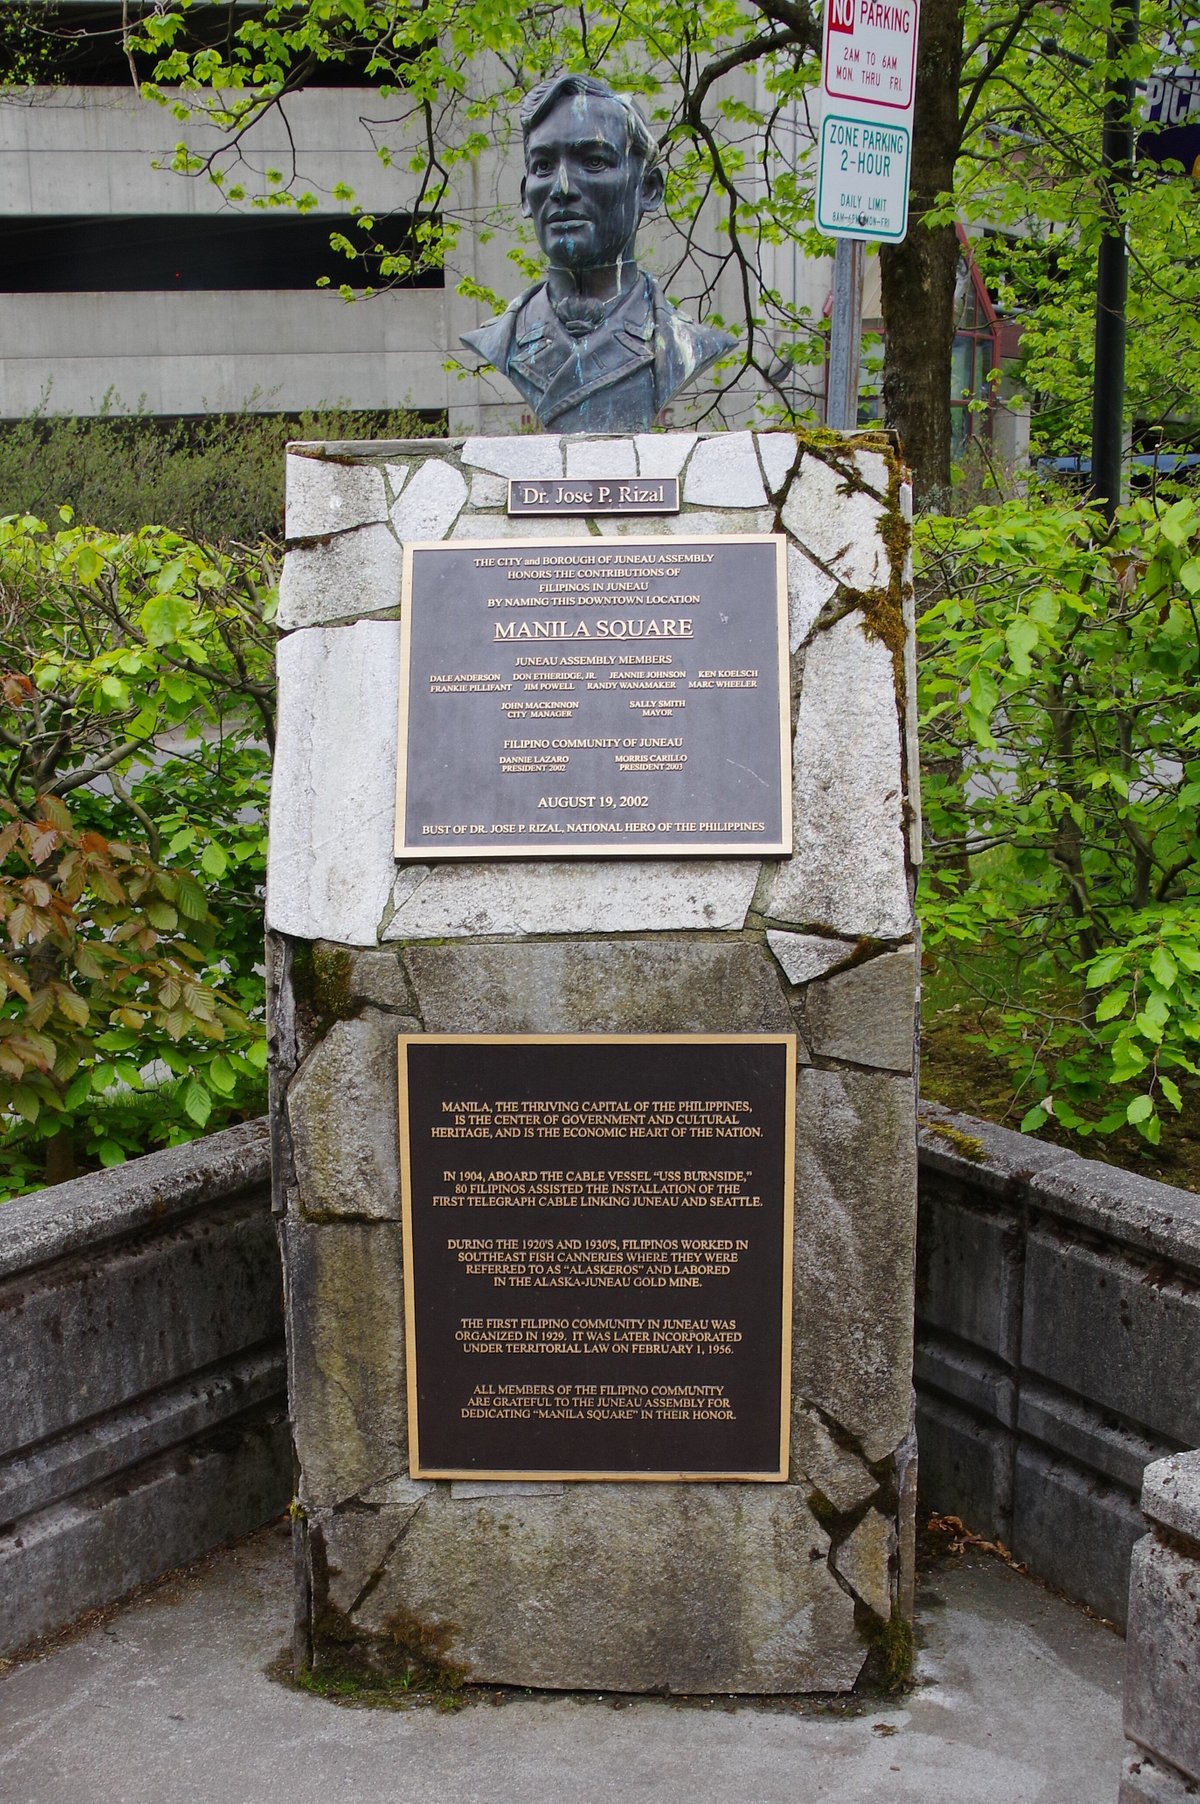 NO PARKING
2AM TO 6AM
MON. THRU FRI.
ZONE PARKING
2-HOUR
DAILY LIMIT
8AM-6PM MON-FRI
PIC
Dr. Jose P. Rizal
THE CITY and BOROUGH OF JUNEAU ASSEMBLY
HONORS THE CONTRIBUTIONS OF
FILIPINOS IN JUNEAU
BY NAMING THIS DOWNTOWN LOCATION
MANILA SQUARE
JUNEAU ASSEMBLY MEMBERS
DALE ANDERSON DON ETHERIDGE, JR. JEANNIE JOHNSON KEN KOELSCH
FRANKIE PILLIFANT JIM POWELL RANDY WANAMAKER MARC WHEELER
JOHN MACKINNON SALLY SMITH
CITY MANAGER MAYOR
FILIPINO COMMUNITY OF JUNEAU
DANNIE LAZARO MORRIS CARILLO
PRESIDENT 2002 PRESIDENT 2003
AUGUST 19, 2002
BUST OF DR. JOSE P. RIZAL, NATIONAL HERO OF THE PHILIPPINES
MANILA, THE THRIVING CAPITAL OF THE PHILIPPINES,
IS THE CENTER OF GOVERNMENT AND CULTURAL
HERITAGE, AND IS THE ECONOMIC HEART OF THE NATION.
IN 1904, ABOARD THE CABLE VESSEL “USS BURNSIDE,”
80 FILIPINOS ASSISTED THE INSTALLATION OF THE
FIRST TELEGRAPH CABLE LINKING JUNEAU AND SEATTLE.
DURING THE 1920'S AND 1930'S, FILIPINOS WORKED IN
SOUTHEAST FISH CANNERIES WHERE THEY WERE
REFERRED TO AS “ALASKEROS” AND LABORED
IN THE ALASKA-JUNEAU GOLD MINE.
THE FIRST FILIPINO COMMUNITY IN JUNEAU WAS
ORGANIZED IN 1929. IT WAS LATER INCORPORATED
UNDER TERRITORIAL LAW ON FEBRUARY 1, 1956.
ALL MEMBERS OF THE FILIPINO COMMUNITY
ARE GRATEFUL TO THE JUNEAU ASSEMBLY FOR
DEDICATING “MANILA SQUARE” IN THEIR HONOR.